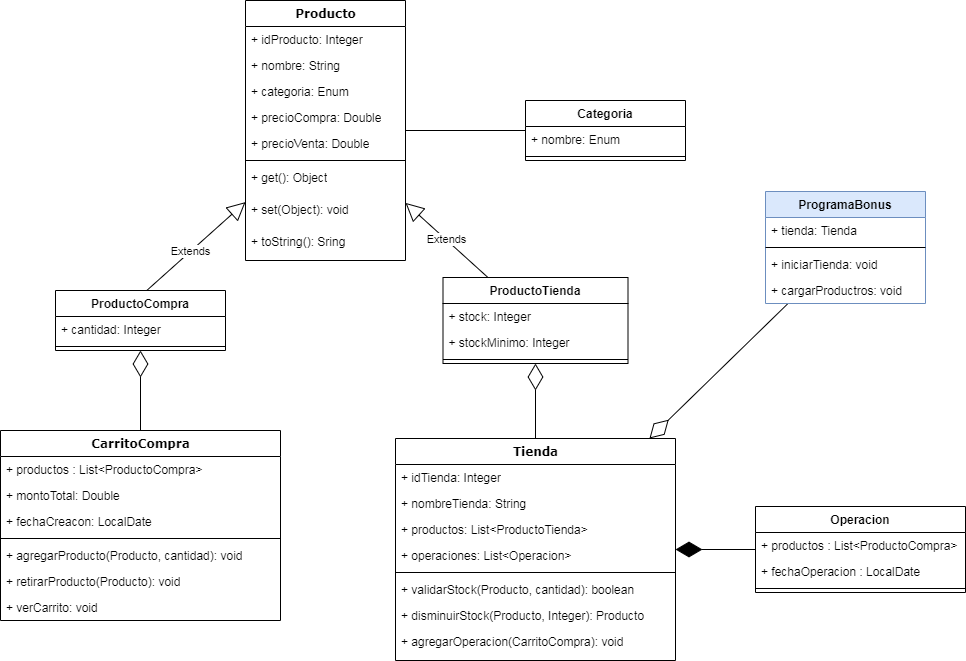 Producto
+ idProducto: Integer
+ nombre: String
+ categoria: Enum
+ precioCompra: Double
+ precioVenta: Double
+ get(): Object
+ set(Object): void
+ toString(): Sring
Categoria
+ nombre: Enum
ProgramaBonus
+ tienda: Tienda
+ iniciarTienda: void
+ cargarProductros: void
Extends
Extends
ProductoCompra
+ cantidad: Integer
ProductoTienda
+ stock: Integer
+ stockMinimo: Integer
CarritoCompra
+ productos : List<ProductoCompra>
+ montoTotal: Double
+ fechaCreacon: LocalDate
+ agregarProducto(Producto, cantidad): void
+ retirarProducto(Producto): void
+ verCarrito: void
Tienda
+ idTienda: Integer
+ nombreTienda: String
+ productos: List<ProductoTienda>
+ operaciones: List<Operacion>
+ validarStock(Producto, cantidad): boolean
+ disminuirStock(Producto, Integer): Producto
+ agregarOperacion(CarritoCompra): void
Operacion
+ productos : List<ProductoCompra>
+ fechaOperacion : LocalDate